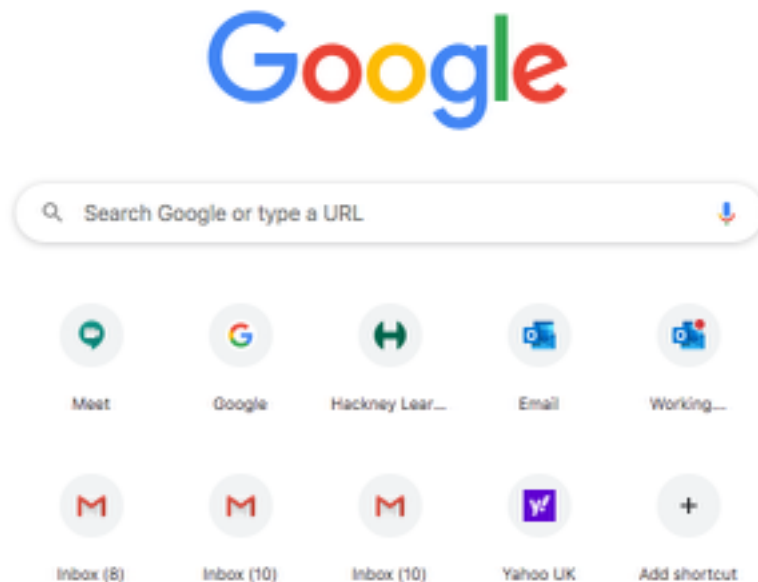 Google
Search Google or type a URL
Meet Google Hackney Lear... Email Working...
Inbox (8) Inbox (10) Inbox (10) Yahoo UK Add shortcut